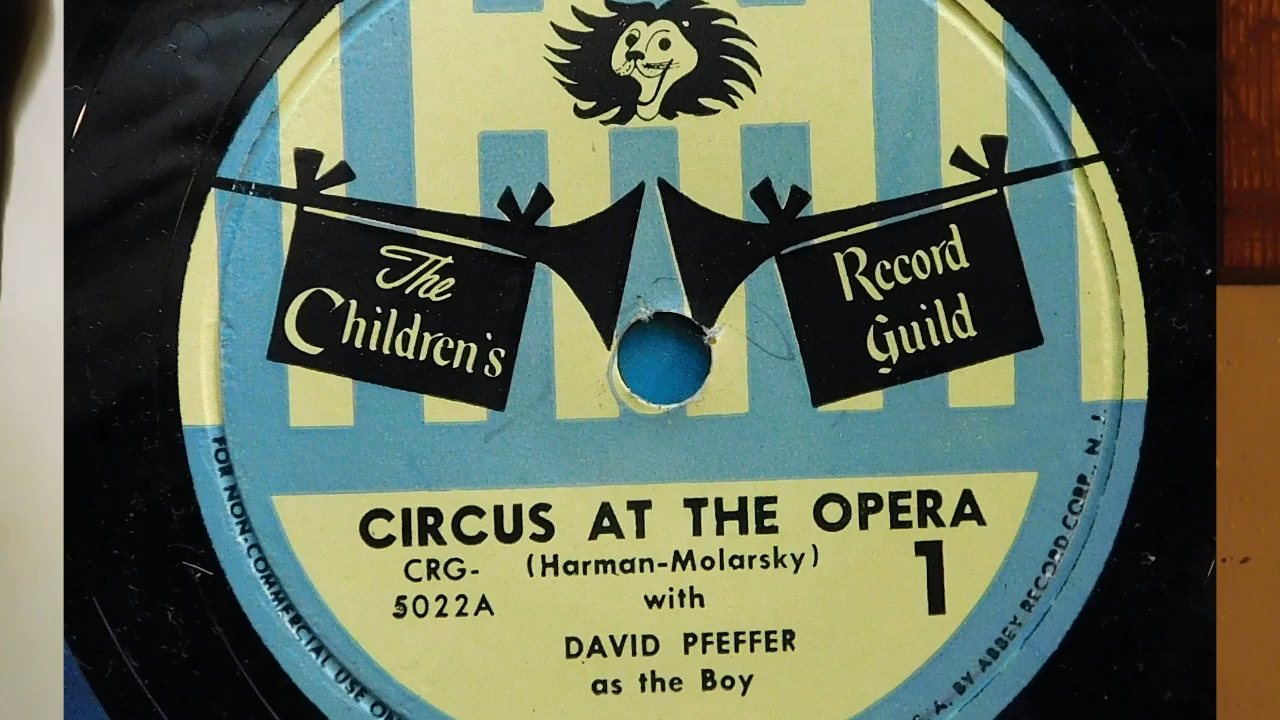 The
Children's
Record
Guild
CIRCUS AT THE OPERA
CRG-
5022A
(Harman-Molarsky)
1
with
DAVID PFEFFER
as the Boy
FOR NON-COMMERCIAL USE
A. BY ABBEY RECORD CORP., N. J.